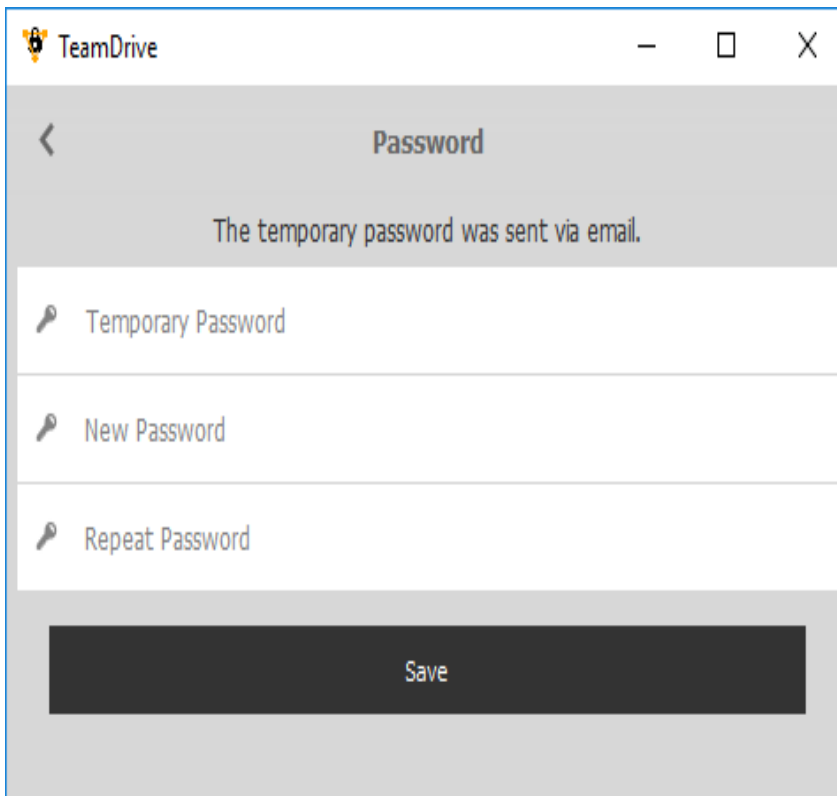 TeamDrive
Password
The temporary password was sent via email.
Temporary Password
New Password
Repeat Password
Save